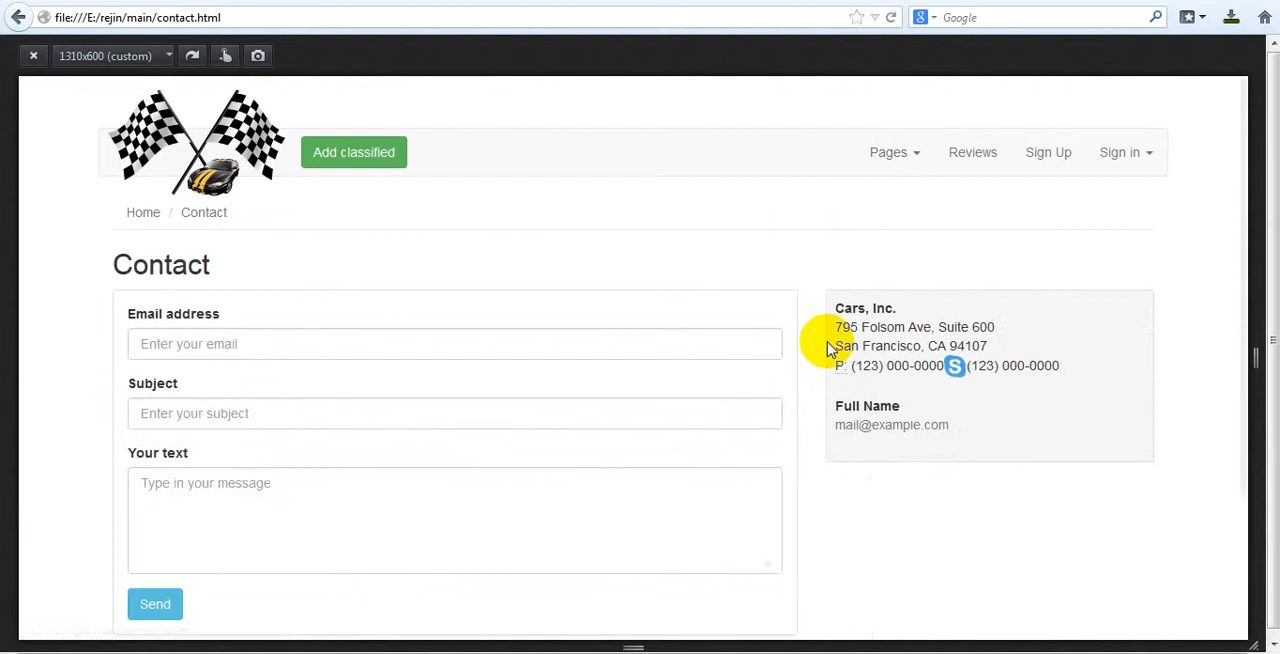 file:///E:/rejin/main/contact.html
Google
1310x600 (custom)
Add classified
Pages
Reviews
Sign Up
Sign in
Home / Contact
Contact
Email address
Enter your email
Subject
Enter your subject
Your text
Type in your message
Send
Cars, Inc.
795 Folsom Ave, Suite 600
San Francisco, CA 94107
P: (123) 000-0000 (123) 000-0000
Full Name
mail@example.com